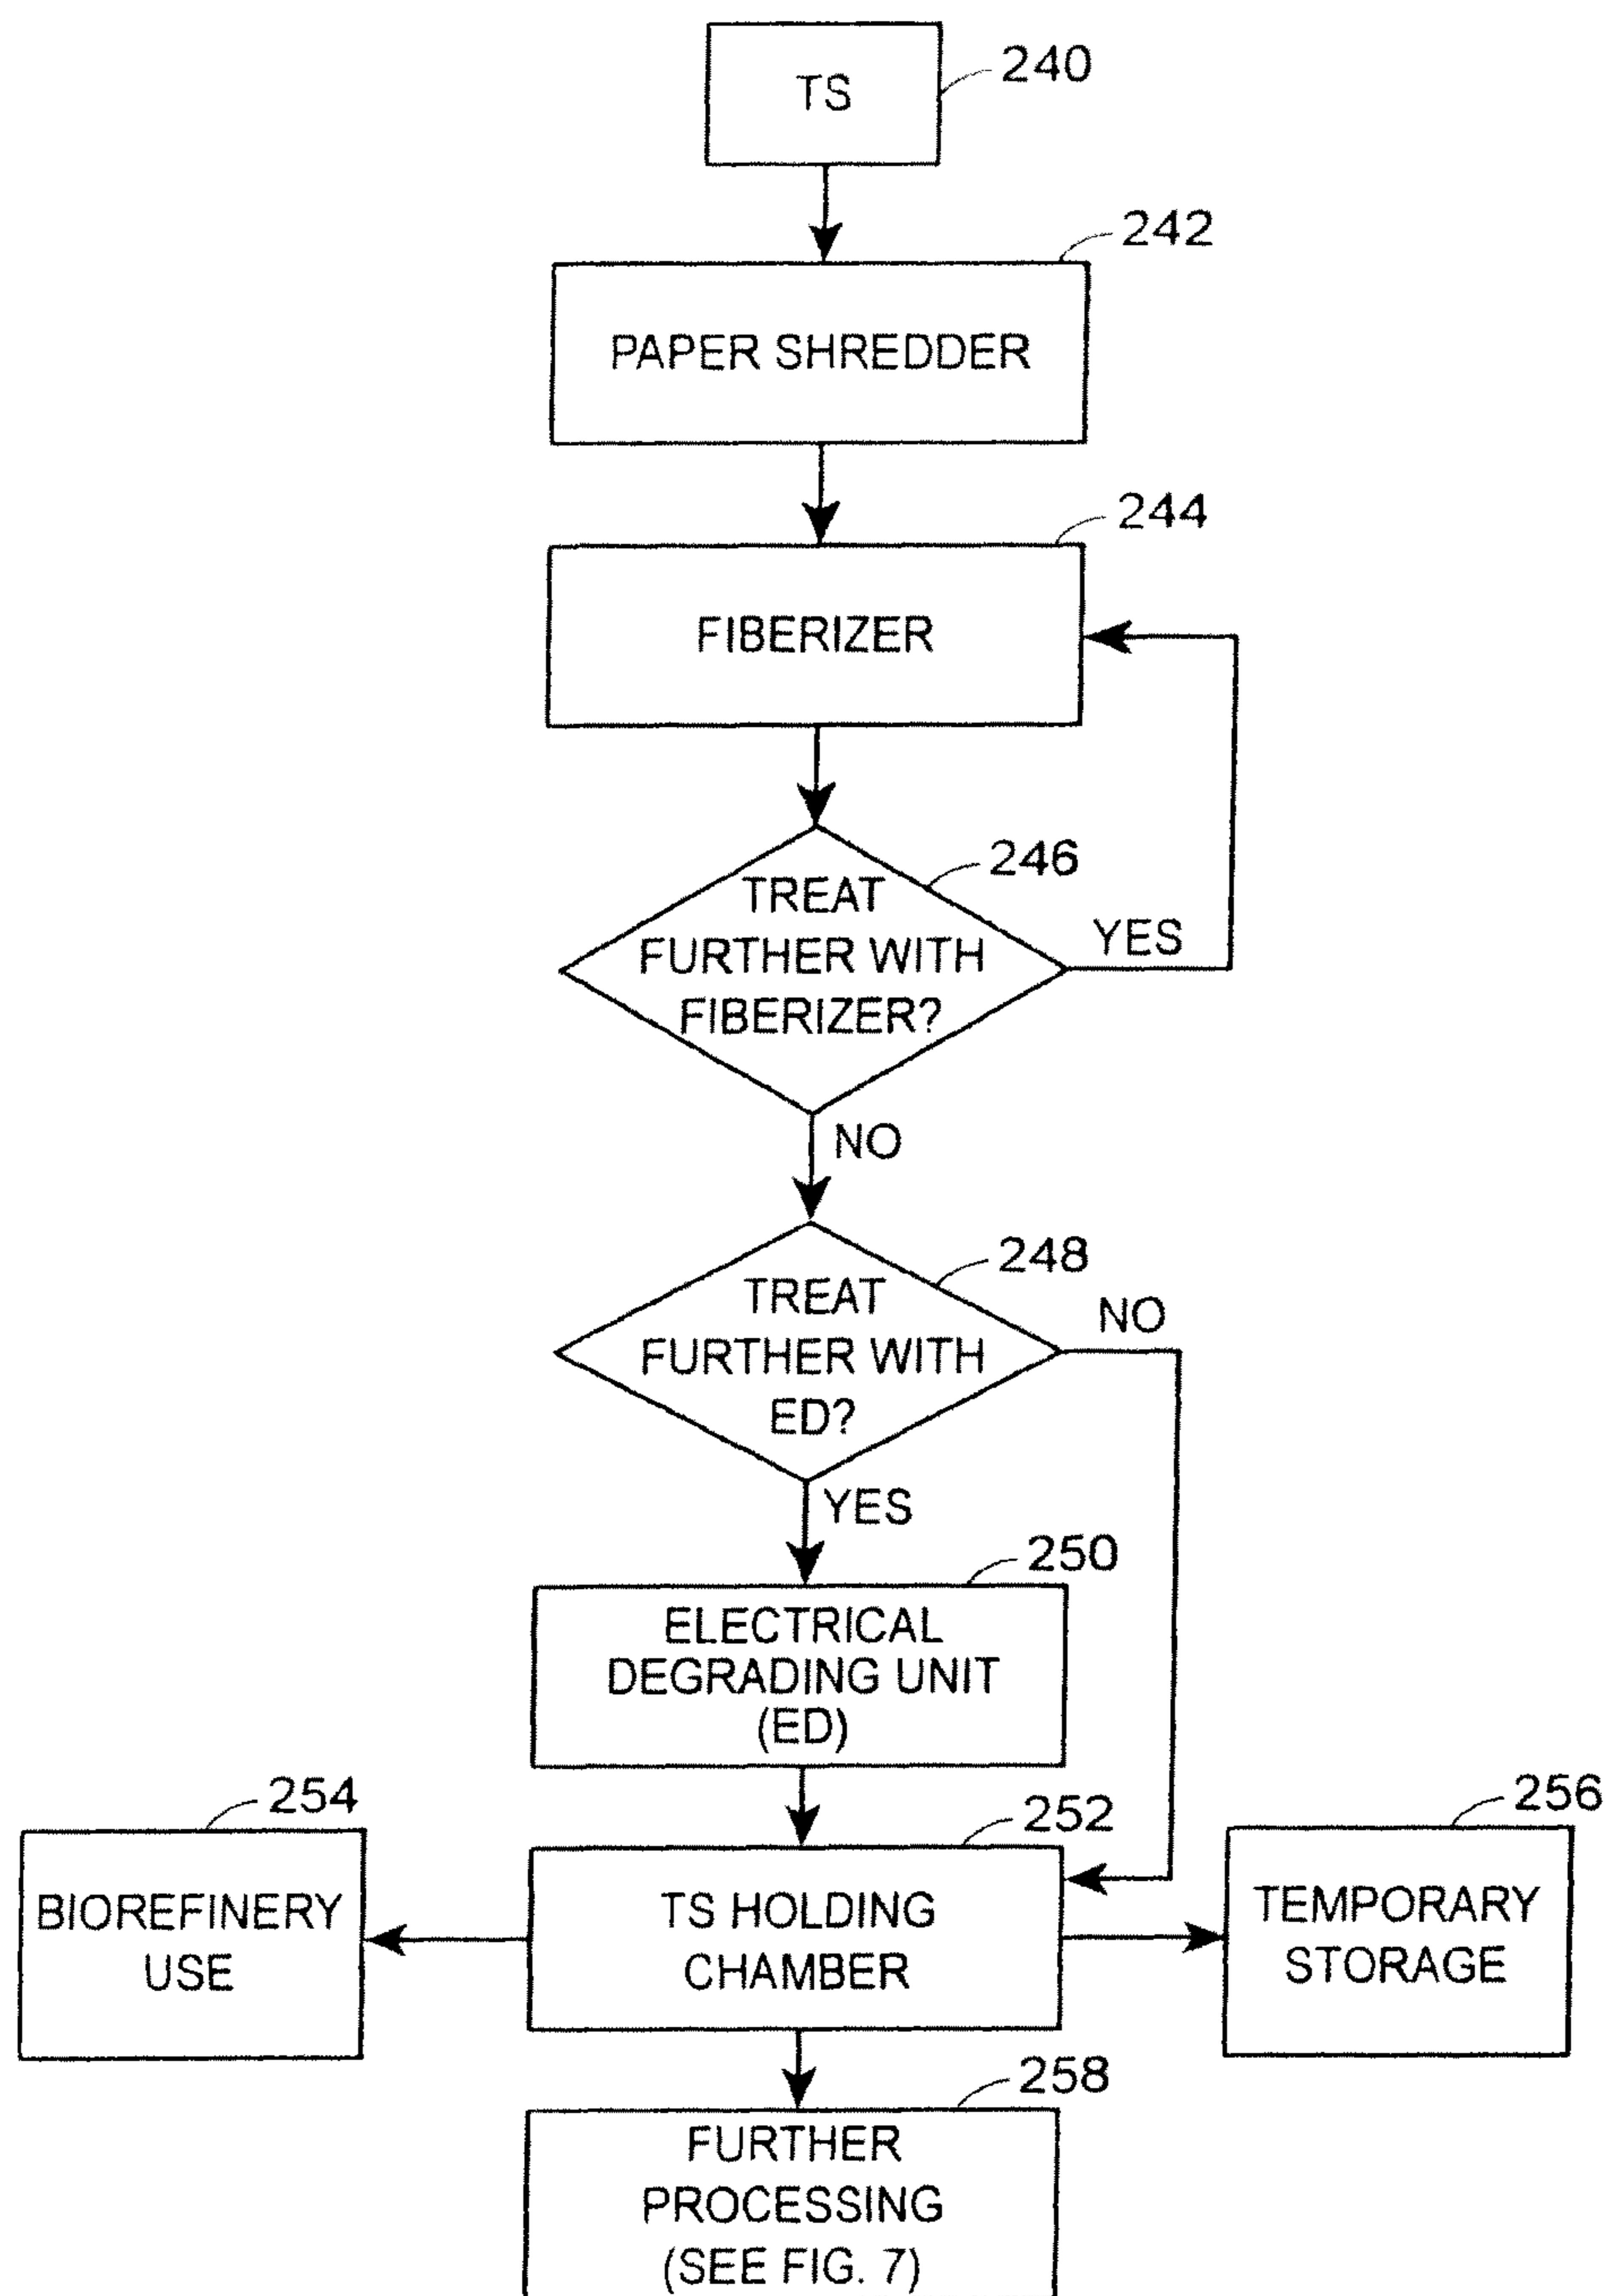 TS
240
242
PAPER SHREDDER
244
FIBERIZER
246
TREAT
FURTHER WITH
FIBERIZER?
YES
NO
248
TREAT
FURTHER WITH
ED?
NO
YES
250
ELECTRICAL
DEGRADING UNIT
(ED)
254
252
256
BIOREFINERY
USE
TS HOLDING
CHAMBER
TEMPORARY
STORAGE
258
FURTHER
PROCESSING
(SEE FIG. 7)